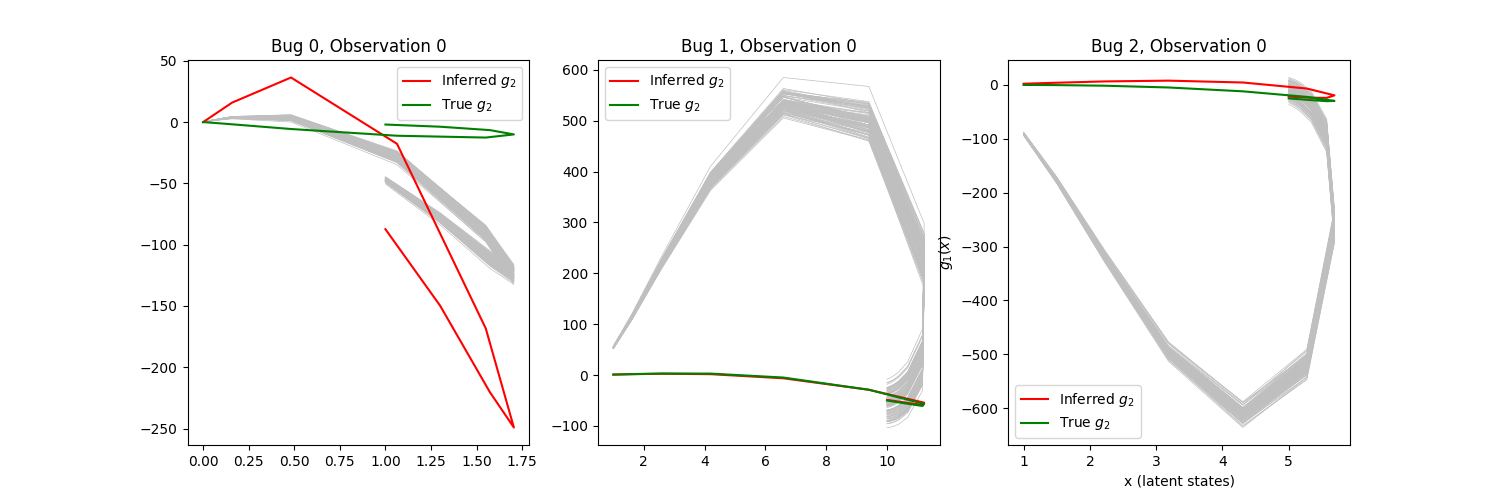 Bug 0, Observation 0
50
0
−50
−100
−150
−200
−250
0.00 0.25 0.50 0.75 1.00 1.25 1.50 1.75
Inferred g₂
True g₂
Bug 1, Observation 0
600
500
400
300
200
100
0
−100
2 4 6 8 10
Inferred g₂
True g₂
Bug 2, Observation 0
g₁(x)
0
−100
−200
−300
−400
−500
−600
1 2 3 4 5
Inferred g₂
True g₂
x (latent states)